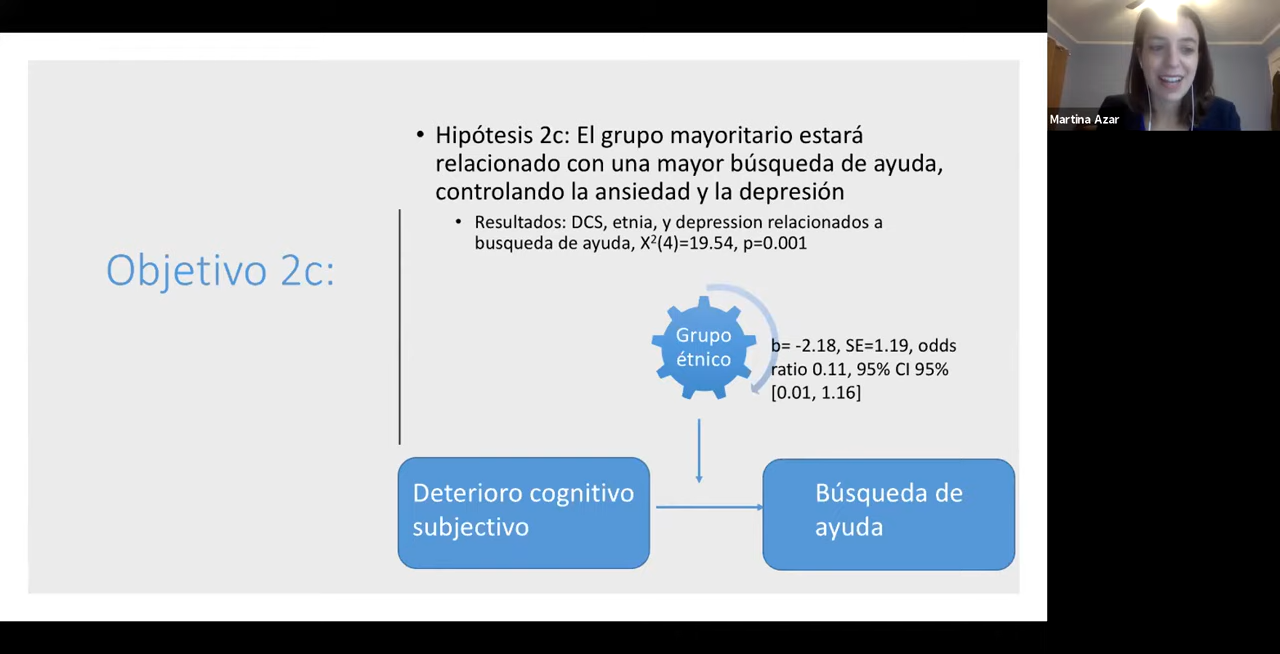 Martina Azar
• Hipótesis 2c: El grupo mayoritario estará
relacionado con una mayor búsqueda de ayuda,
controlando la ansiedad y la depresión
• Resultados: DCS, etnia, y depression relacionados a
busqueda de ayuda, X²(4)=19.54, p=0.001
Objetivo 2c:
Grupo
étnico
b= -2.18, SE=1.19, odds
ratio 0.11, 95% CI 95%
[0.01, 1.16]
Deterioro cognitivo
subjetivo
Búsqueda de
ayuda